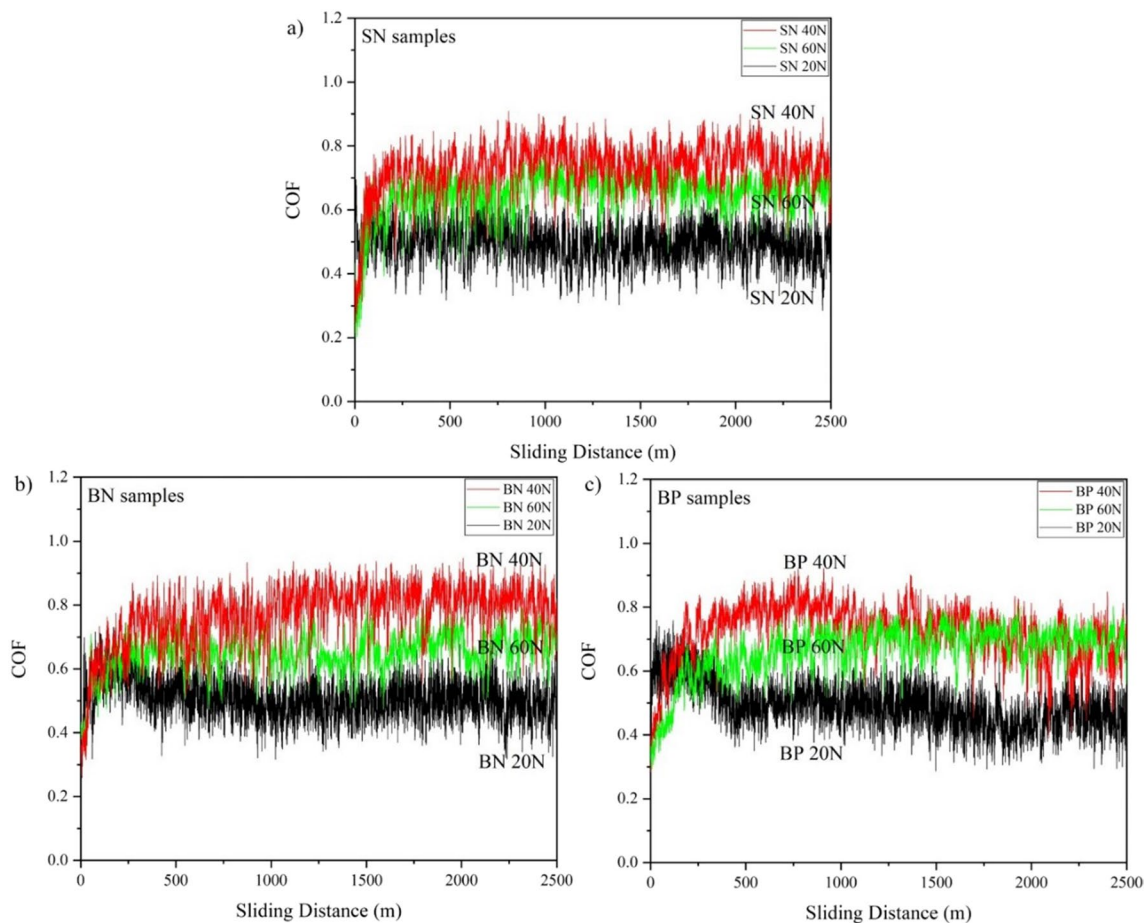 a)
SN samples
SN 40N
SN 60N
SN 20N
1.2
1.0
0.8
0.6
0.4
0.2
0.0
COF
SN 40N
SN 60N
SN 20N
0
500
1000
1500
2000
2500
Sliding Distance (m)
b)
BN samples
BN 40N
BN 60N
BN 20N
1.2
1.0
0.8
0.6
0.4
0.2
0.0
COF
BN 40N
BN 60N
BN 20N
0
500
1000
1500
2000
2500
Sliding Distance (m)
c)
BP samples
BP 40N
BP 60N
BP 20N
1.2
1.0
0.8
0.6
0.4
0.2
0.0
COF
BP 40N
BP 60N
BP 20N
0
500
1000
1500
2000
2500
Sliding Distance (m)